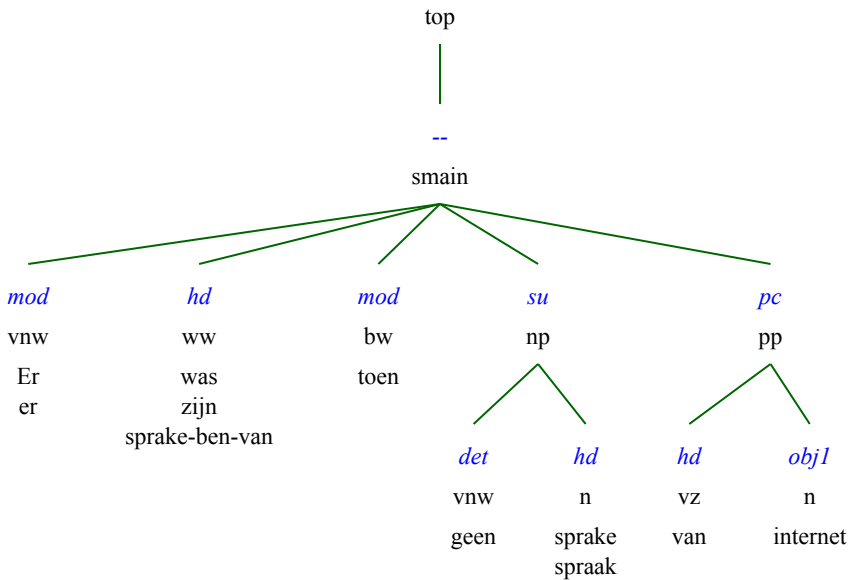 top
--
smain
mod hd mod su pc
vnw ww bw np pp
Er was toen
er zijn
sprake-ben-van
det hd hd obj1
vnw n vz n
geen sprake van internet
spraak